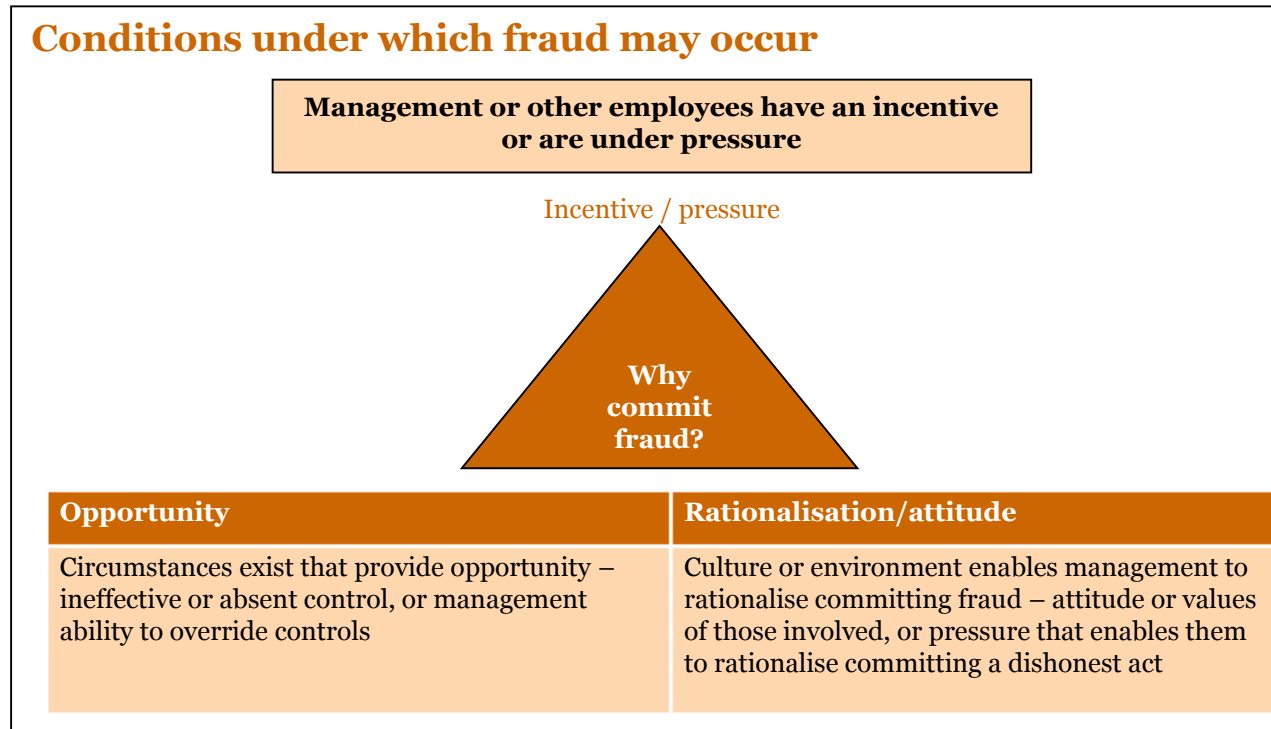 Conditions under which fraud may occur
Management or other employees have an incentive
or are under pressure
Incentive / pressure
Why
commit
fraud?
Opportunity
Rationalisation/attitude
Circumstances exist that provide opportunity –
ineffective or absent control, or management
ability to override controls
Culture or environment enables management to
rationalise committing fraud – attitude or values
of those involved, or pressure that enables them
to rationalise committing a dishonest act